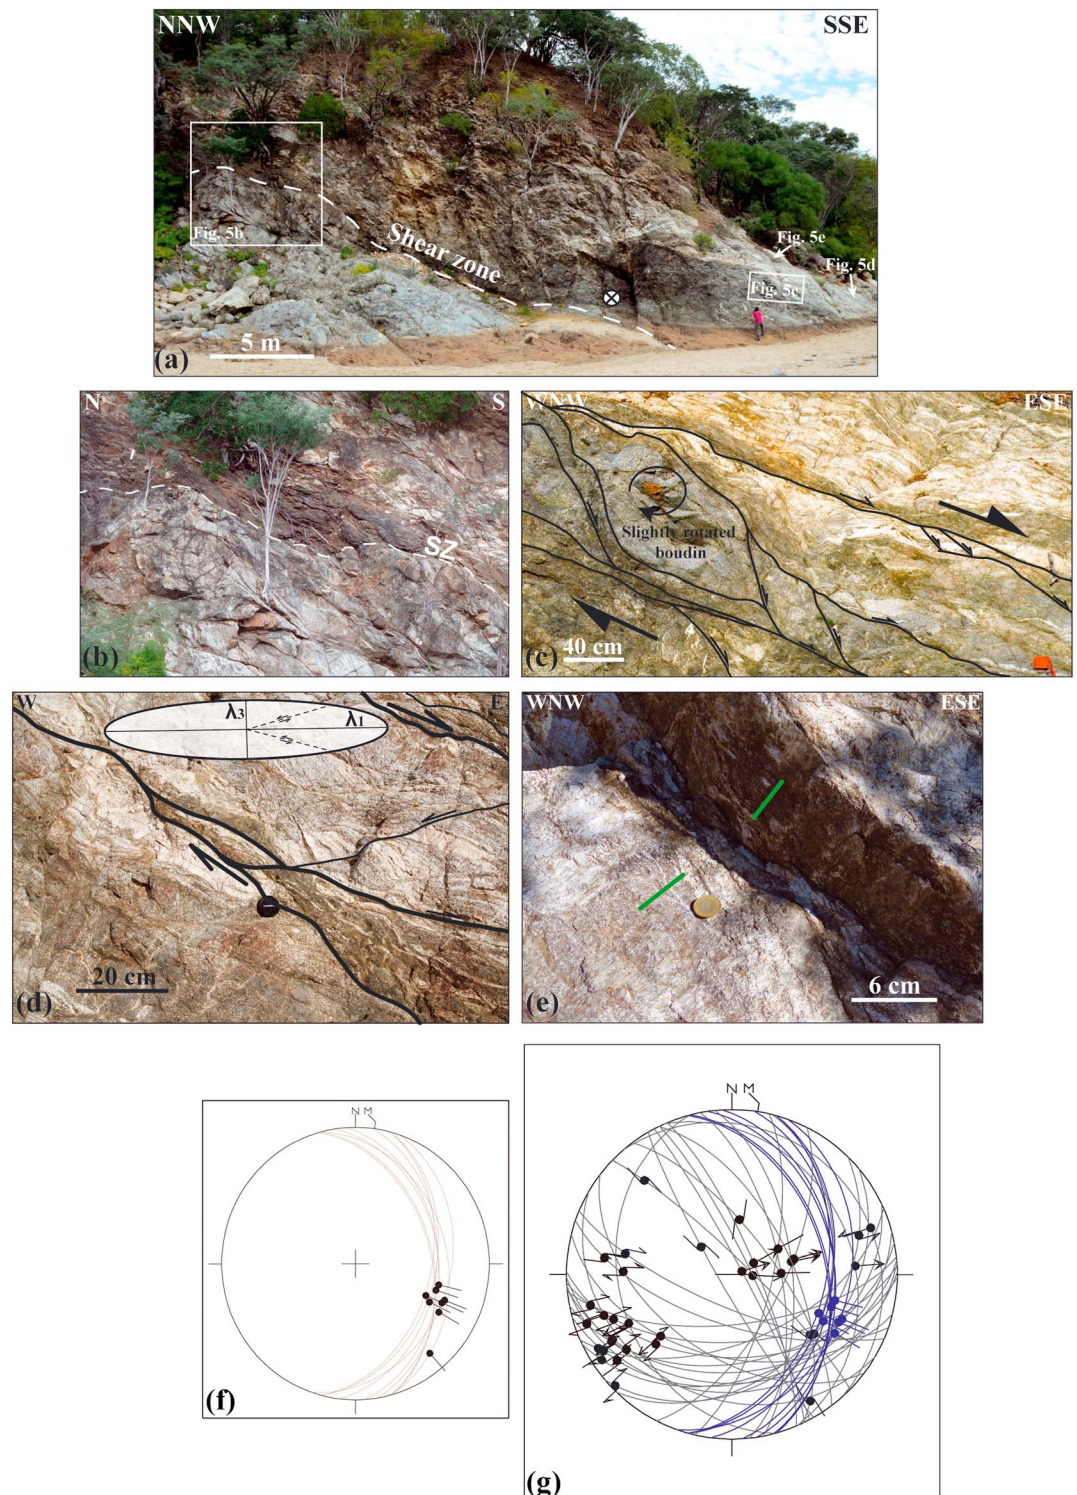 NNW
SSE
Fig. 5b
Shear zone
Fig. 5e
Fig. 5d
Fig. 5c
5 m
(a)
N
S
SZ
(b)
WNW
ESE
Slightly rotated
boudin
40 cm
(c)
W
E
λ3
λ1
20 cm
(d)
WNW
ESE
6 cm
(e)
N M
(f)
N M
(g)